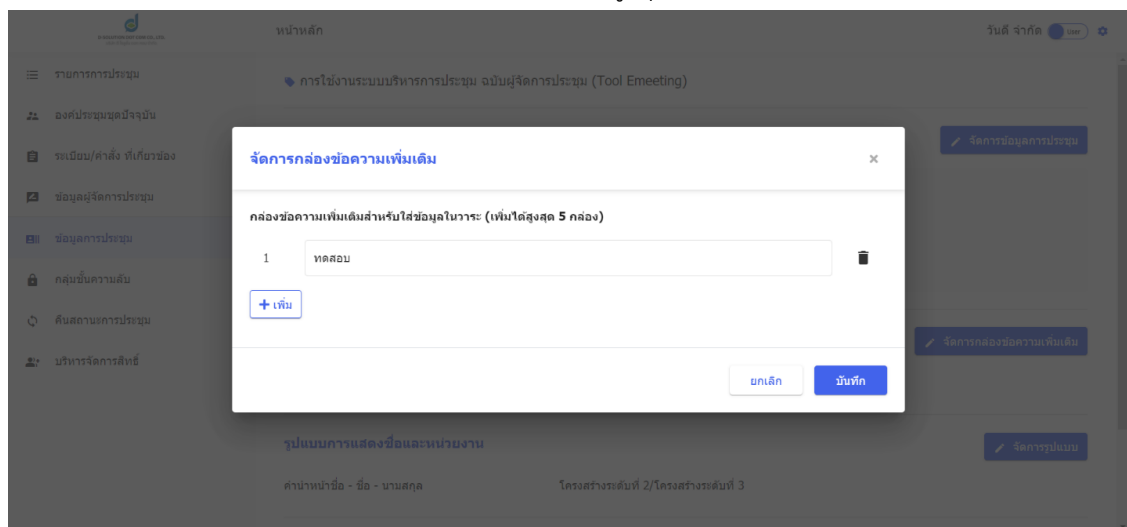 หน้าหลัก
วันดี จำกัด User
รายการการประชุม
การใช้งานระบบบริหารการประชุม ฉบับผู้จัดการประชุม (Tool Emeeting)
องค์ประชุมชุดปัจจุบัน
จัดการข้อมูลการประชุม
ระเบียบ/คำสั่ง ที่เกี่ยวข้อง
จัดการกล่องข้อความเพิ่มเติม
ข้อมูลผู้จัดการประชุม
กล่องข้อความเพิ่มเติมสำหรับใส่ข้อมูลในวาระ (เพิ่มได้สูงสุด 5 กล่อง)
ข้อมูลการประชุม
1 ทดสอบ
กลุ่มชั้นความลับ
+ เพิ่ม
คืนสถานะการประชุม
จัดการกล่องข้อความเพิ่มเติม
บริหารจัดการสิทธิ์
ยกเลิก บันทึก
รูปแบบการแสดงชื่อและหน่วยงาน
จัดการรูปแบบ
คำนำหน้าชื่อ - ชื่อ - นามสกุล
โครงสร้างระดับที่ 2/โครงสร้างระดับที่ 3